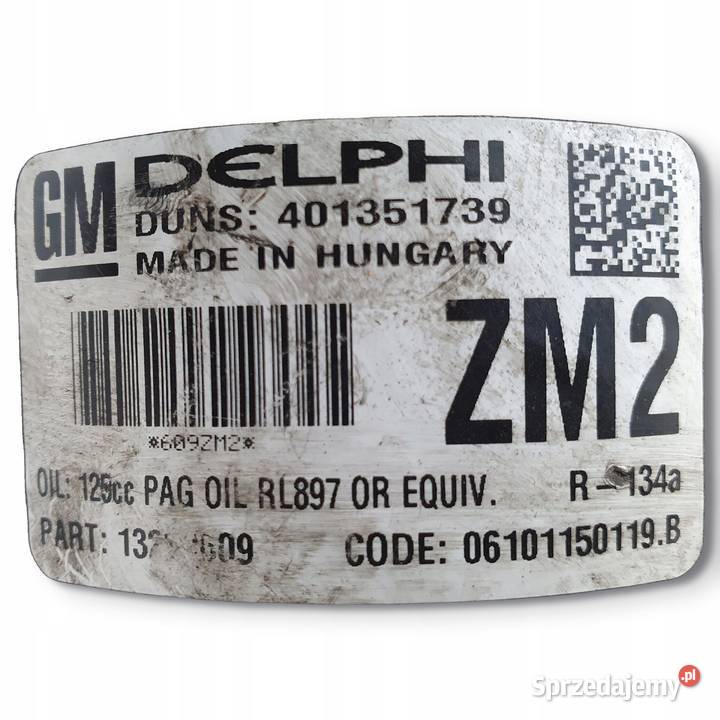 GM DELPHI
DUNS: 401351739
MADE IN HUNGARY
ZM2
*609ZM2*
OIL: 125cc PAG OIL RL897 OR EQUIV. R-134a
PART: CODE: 06101150119.B
Sprzedajemy.pl